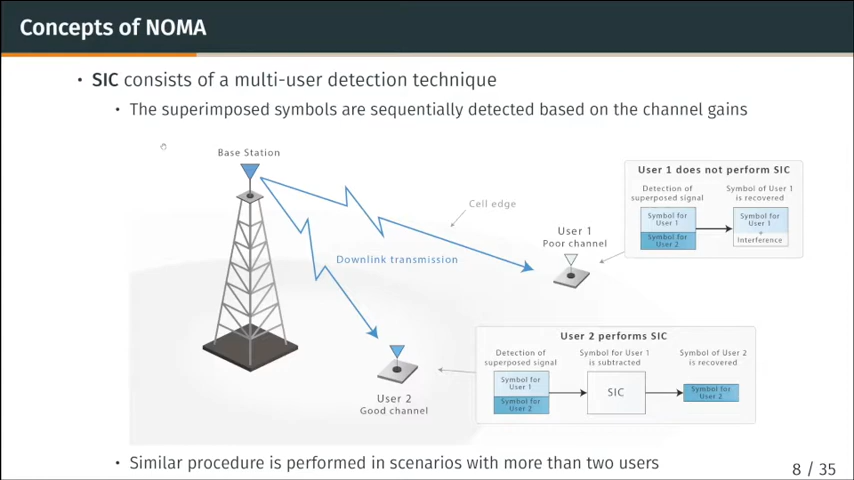 Concepts of NOMA
• SIC consists of a multi-user detection technique
• The superimposed symbols are sequentially detected based on the channel gains
Base Station
Cell edge
Downlink transmission
User 1
Poor channel
User 1 does not perform SIC
Detection of
superposed signal
Symbol of User 1
is recovered
Symbol for
User 1
Symbol for
User 2
Symbol for
User 1
+
Interference
User 2
Good channel
User 2 performs SIC
Detection of
superposed signal
Symbol for User 1
is subtracted
Symbol of User 2
is recovered
Symbol for
User 1
Symbol for
User 2
SIC
Symbol for
User 2
• Similar procedure is performed in scenarios with more than two users
8 / 35